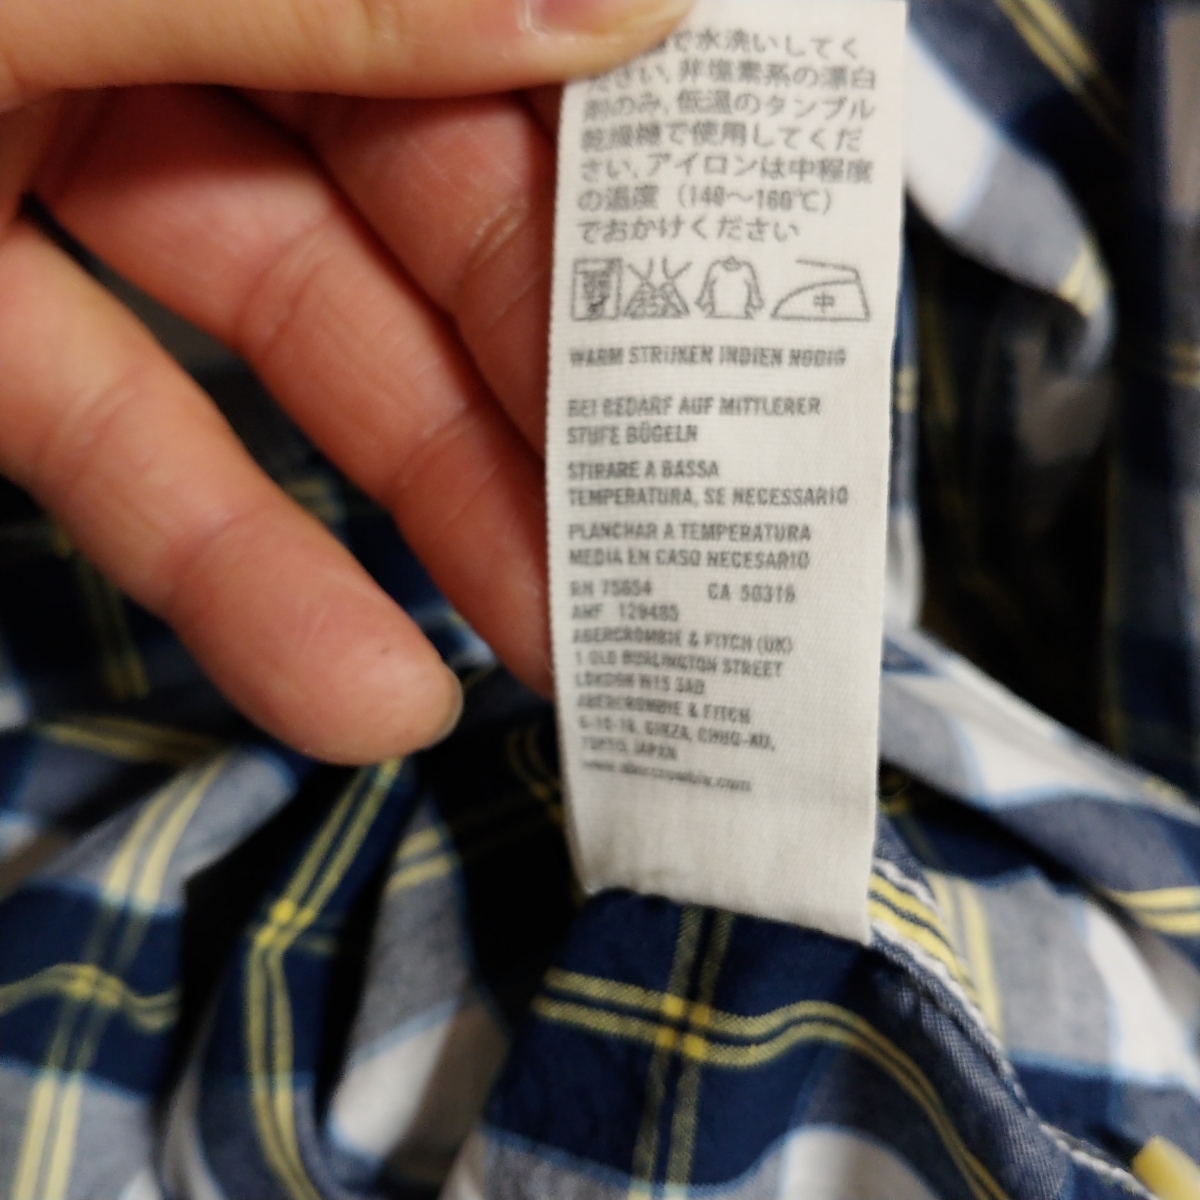 で水洗いしてく
ださい、非塩素系の漂白
剤のみ、低温のタンブル
乾燥機で使用してくだ
さい、アイロンは中程度
の温度（140～160℃）
でおかけください
中
WARM STRIJKEN INDIEN NODIG
BEI BEDARF AUF MITTLERER
STUFE BÜGELN
STIRARE A BASSA
TEMPERATURA, SE NECESSARIO
PLANCHAR A TEMPERATURA
MEDIA EN CASO NECESARIO
RN 75654 CA 50316
AHF 129485
ABERCROMBIE & FITCH (UK)
1 OLD BURLINGTON STREET
LONDON W1S 3AD
ABERCROMBIE & FITCH
6-10-18, GINZA, CHUO-KU,
TOKYO, JAPAN
www.abercrombie.com